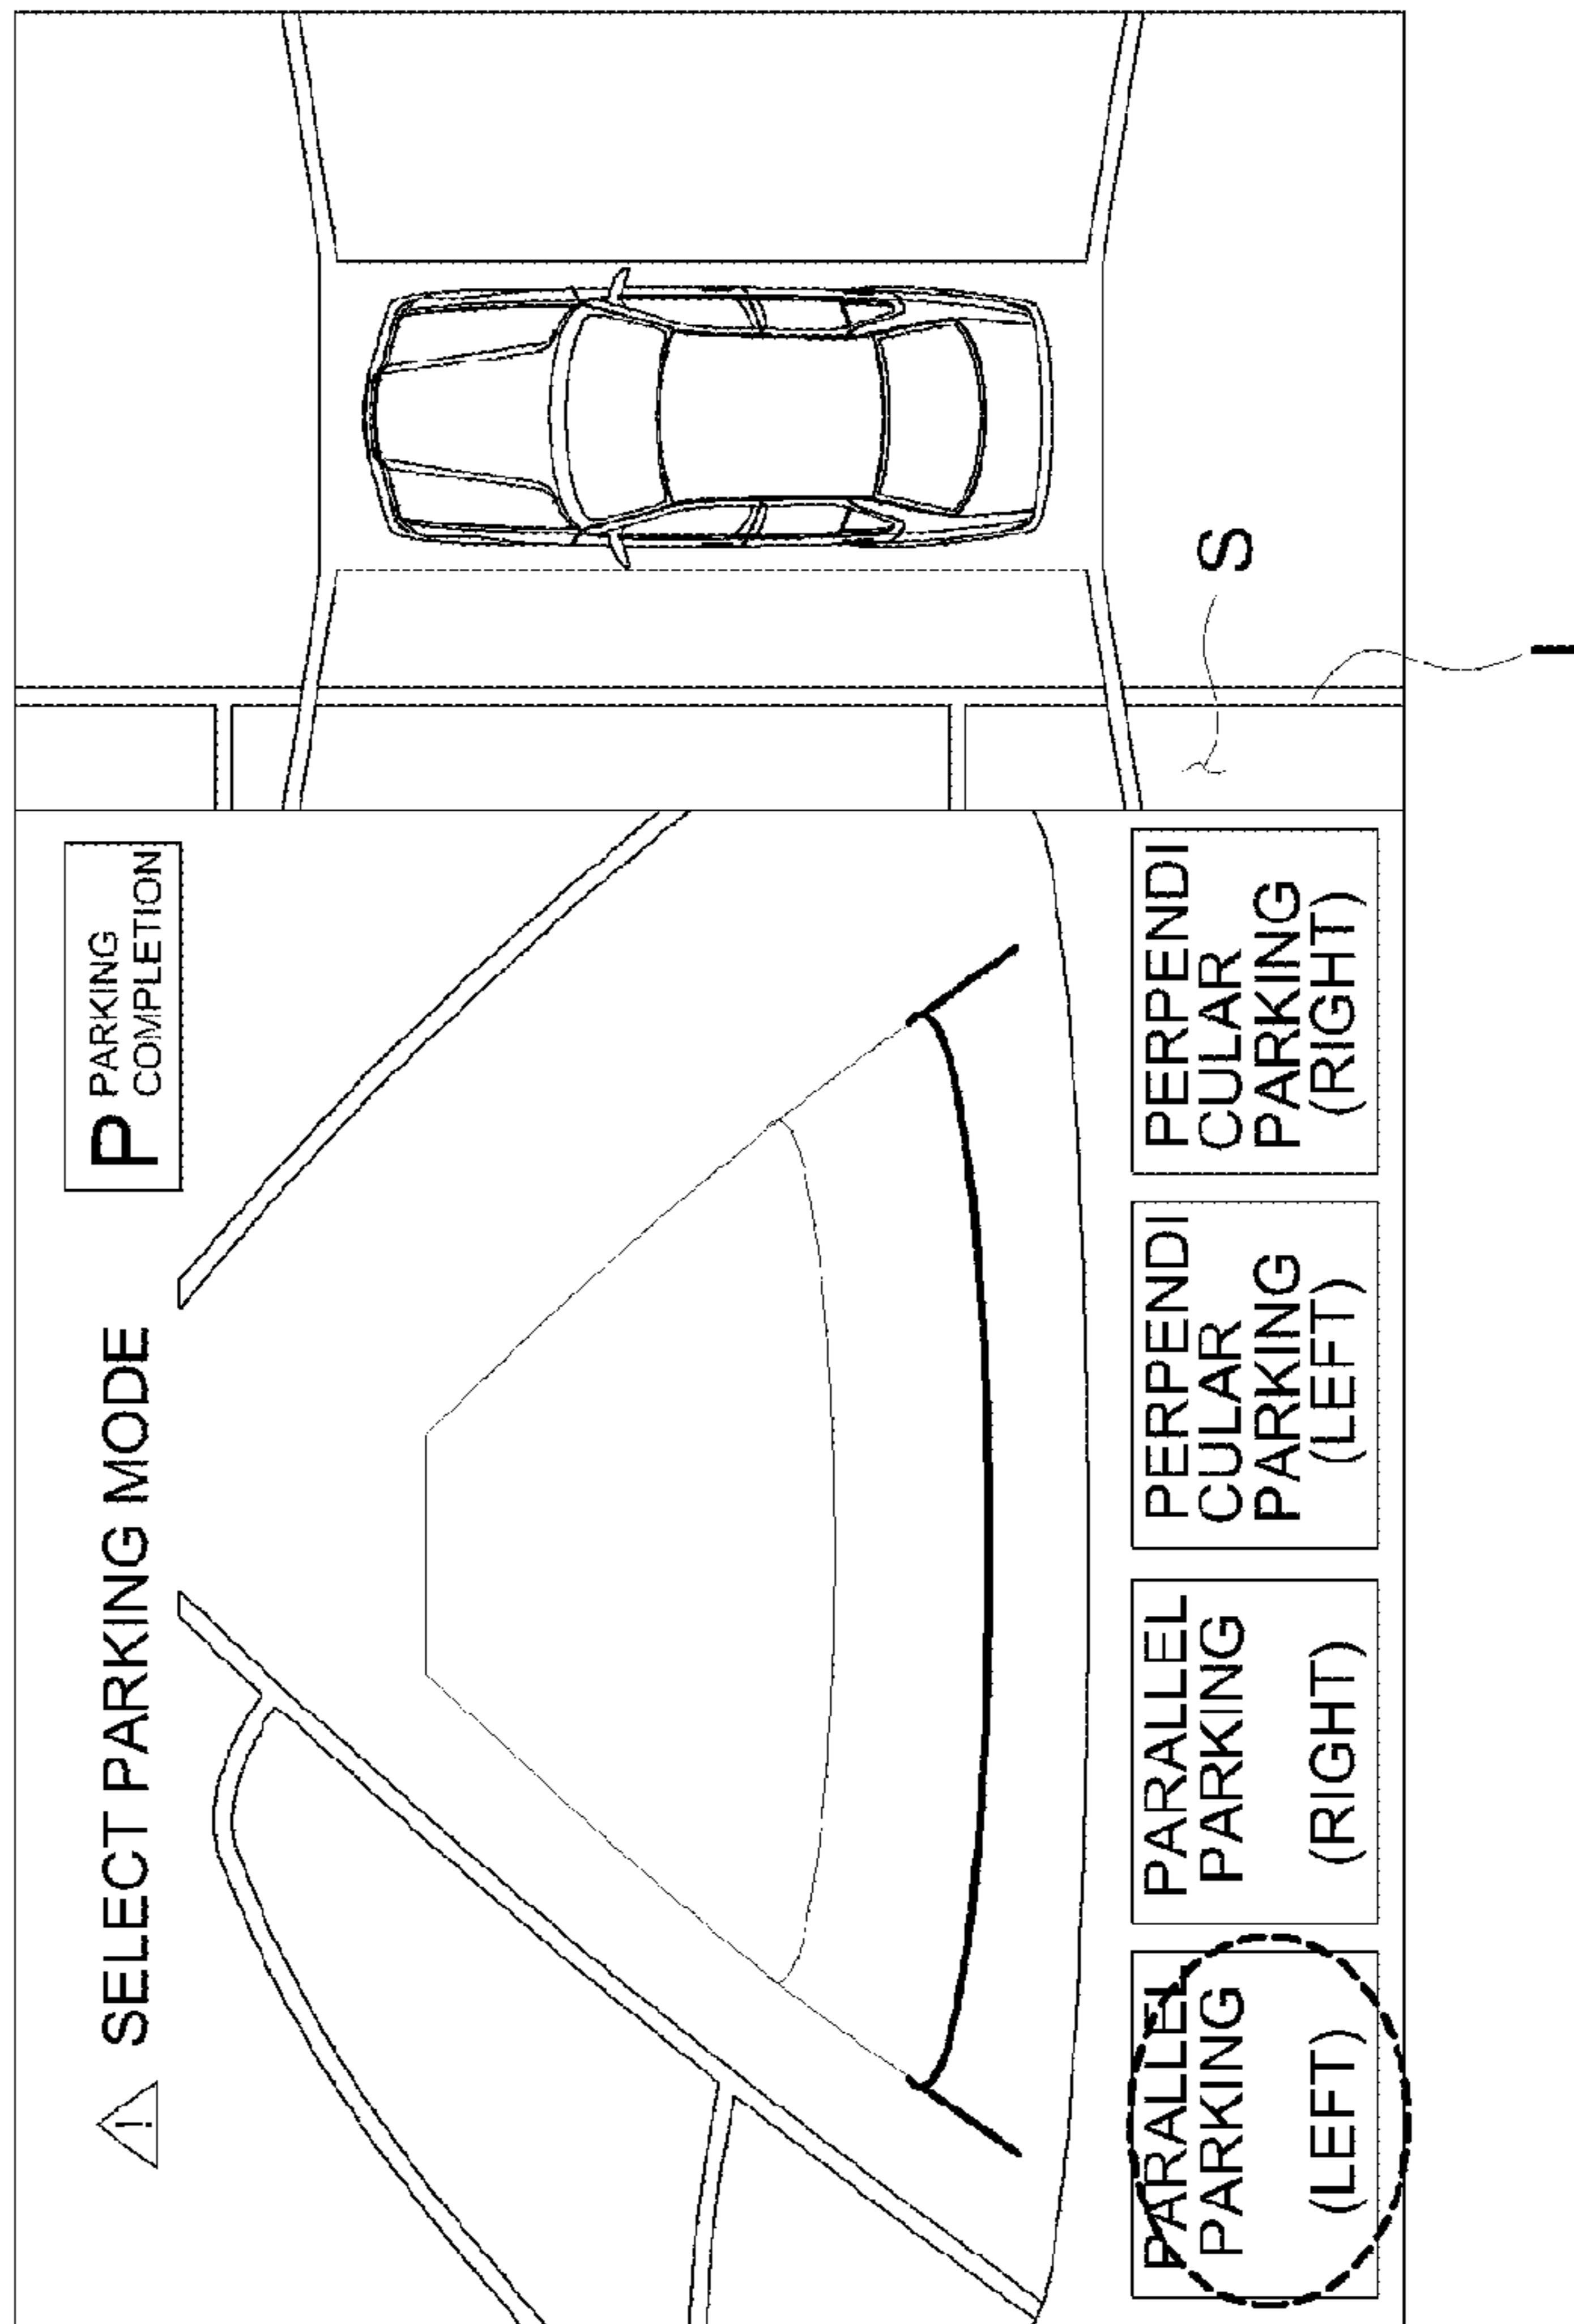 ! SELECT PARKING MODE
P PARKING
COMPLETION
PARALLEL
PARKING
(LEFT)
PARALLEL
PARKING
(RIGHT)
PERPENDI
CULAR
PARKING
(LEFT)
PERPENDI
CULAR
PARKING
(RIGHT)
S